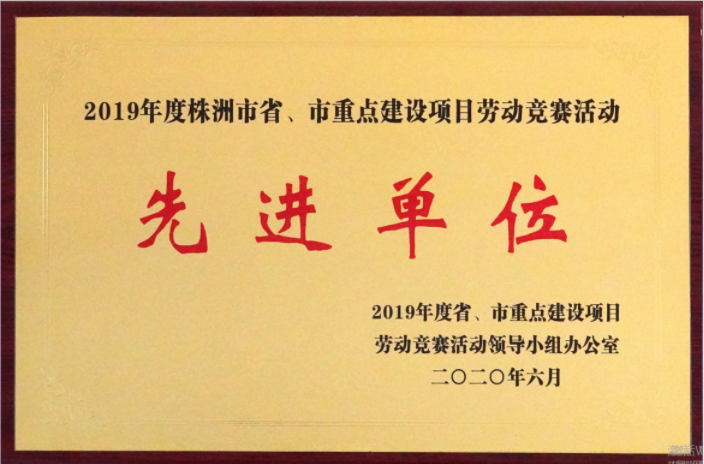 2019年度株洲市省、市重点建设项目劳动竞赛活动
先进单位
2019年度省、市重点建设项目
劳动竞赛活动领导小组办公室
二〇二〇年六月